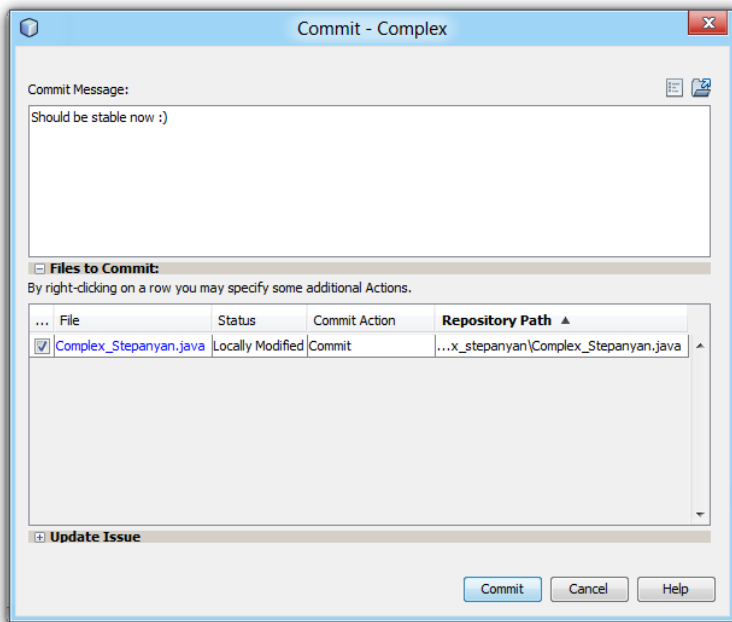 Commit - Complex
Commit Message:
Should be stable now :)
Files to Commit:
By right-clicking on a row you may specify some additional Actions.
... File Status Commit Action Repository Path
Complex_Stepanyan.java Locally Modified Commit ...x_stepanyan\Complex_Stepanyan.java
Update Issue
Commit Cancel Help